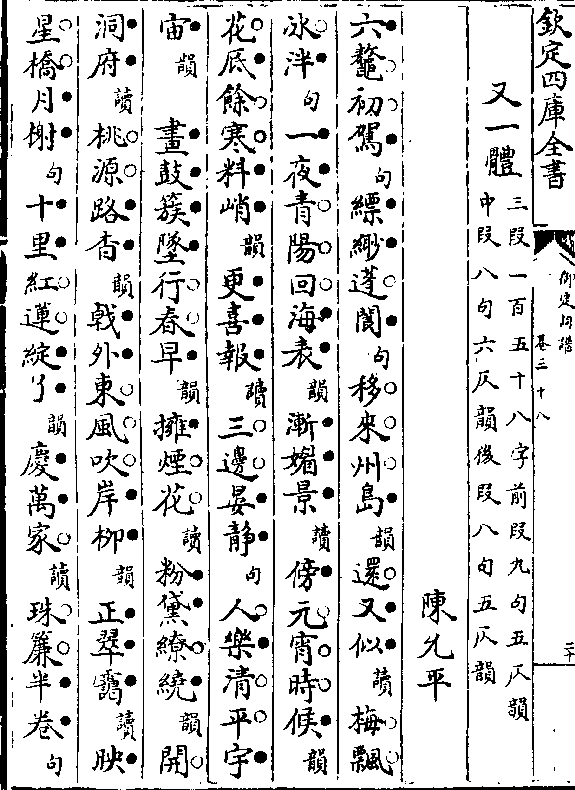 欽定四庫全書
御定詞譜
卷三十八
三十
又一體
三段一百五十八字前段九句五仄韻
中段八句六仄韻後段八句五仄韻
陳允平
六鼇初駕句縹緲蓬閬句移來州島韻還又似讀梅飄
冰泮句一夜青陽回海表韻漸媚景讀傍元宵時候韻
花底餘寒料峭韻更喜報讀三邊晏靜句人樂清平宇
宙韻畫鼓簇墜行春早韻擁煙花讀粉黛繚繞韻開
洞府讀桃源路杳韻戟外東風吹岸柳韻正翠靄讀映
星橋月榭句十里紅蓮綻了韻慶萬家讀珠簾半卷句